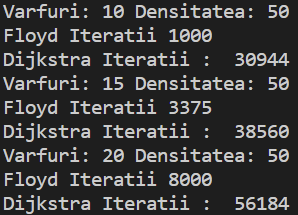 Varfuri: 10 Densitatea: 50
Floyd Iteratii 1000
Dijkstra Iteratii :  30944
Varfuri: 15 Densitatea: 50
Floyd Iteratii 3375
Dijkstra Iteratii :  38560
Varfuri: 20 Densitatea: 50
Floyd Iteratii 8000
Dijkstra Iteratii :  56184